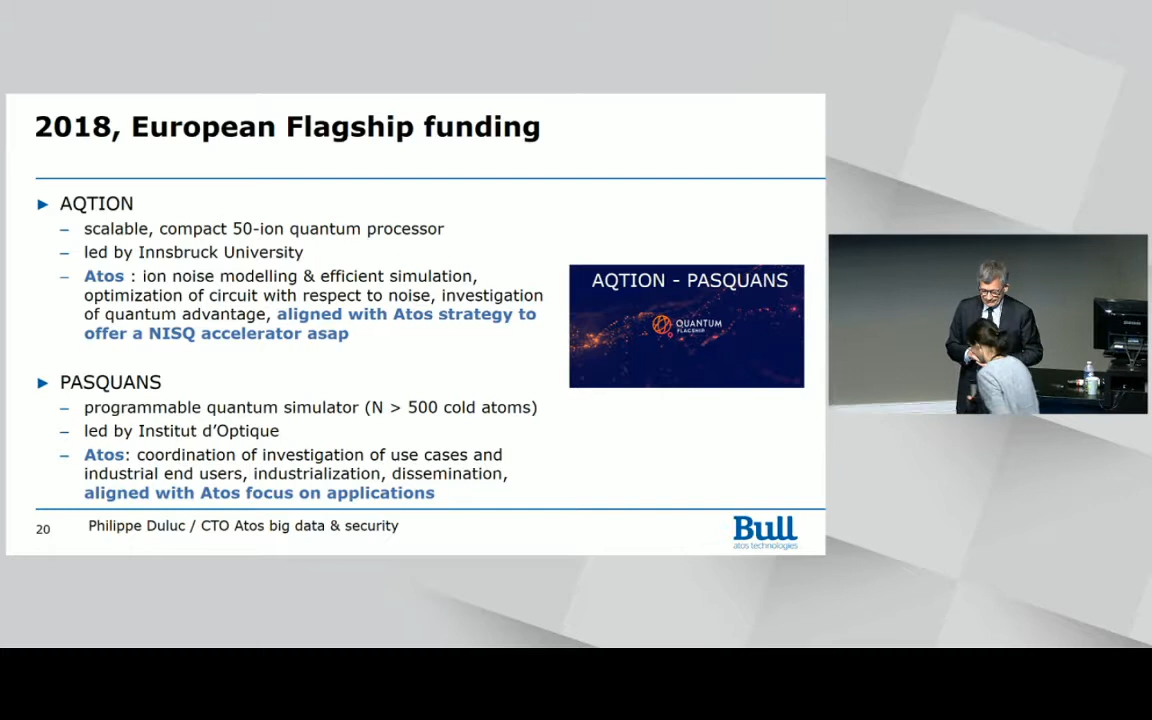 2018, European Flagship funding
► AQTION
– scalable, compact 50-ion quantum processor
– led by Innsbruck University
– Atos : ion noise modelling & efficient simulation,
optimization of circuit with respect to noise, investigation
of quantum advantage, aligned with Atos strategy to
offer a NISQ accelerator asap
AQTION - PASQUANS
QUANTUM
FLAGSHIP
► PASQUANS
– programmable quantum simulator (N > 500 cold atoms)
– led by Institut d’Optique
– Atos: coordination of investigation of use cases and
industrial end users, industrialization, dissemination,
aligned with Atos focus on applications
20
Philippe Duluc / CTO Atos big data & security
Bull
atos technologies